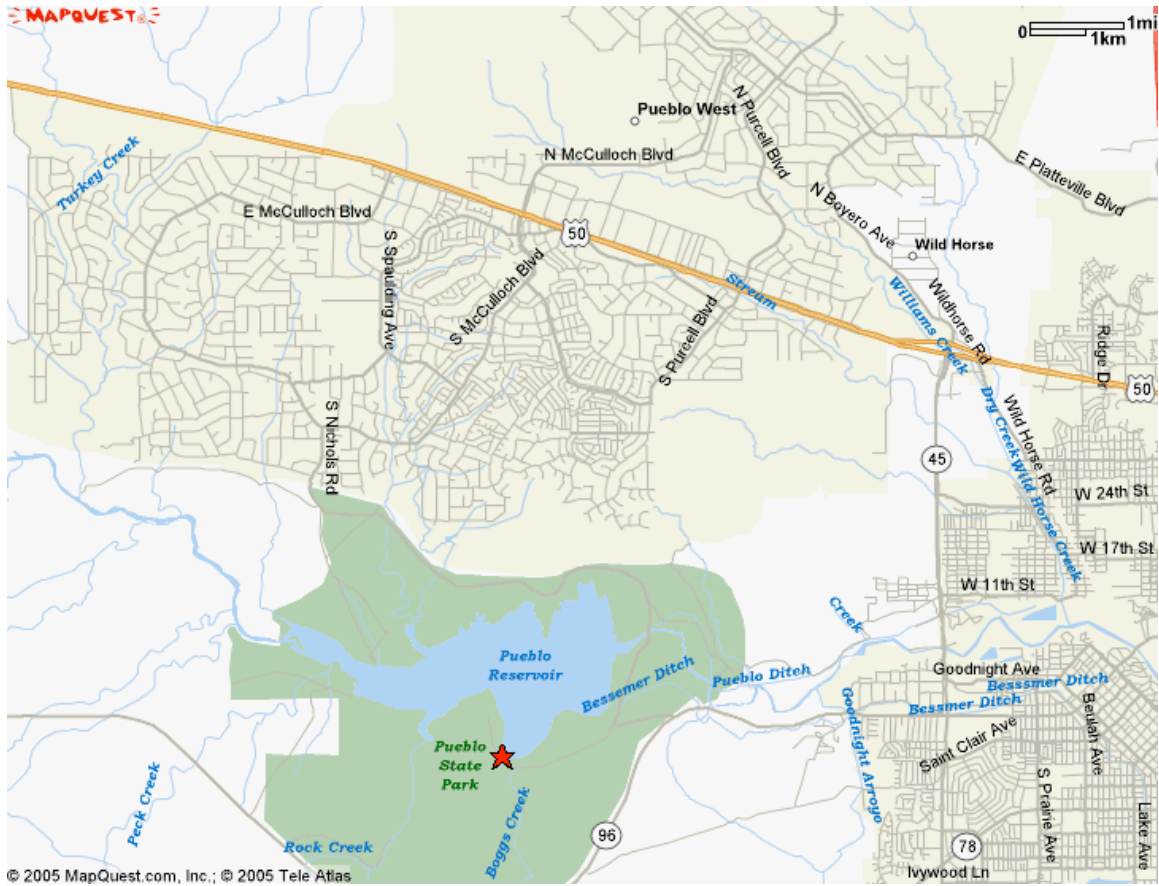 MAPQUEST
0 1mi
1km
Pueblo West
N Purcell Blvd
N McCulloch Blvd
E Platteville Blvd
Turkey Creek
E McCulloch Blvd
N Boyero Ave
50
Wild Horse
S Spaulding Ave
S McCulloch Blvd
Stream
Williams Creek
Wildhorse Rd
S Purcell Blvd
Ridge Dr
50
S Nichols Rd
Dry Creek
Wild Horse Rd
45
Wild Horse Creek
W 24th St
W 17th St
W 11th St
Creek
Pueblo
Reservoir
Bessemer Ditch
Pueblo Ditch
Goodnight Ave
Besssmer Ditch
Bessmer Ditch
Goodnight Arroyo
Saint Clair Ave
Beulah Ave
Pueblo
State
Park
S Prairie Ave
Lake Ave
Peck Creek
Rock Creek
Boggs Creek
96
78
Ivywood Ln
© 2005 MapQuest.com, Inc.; © 2005 Tele Atlas